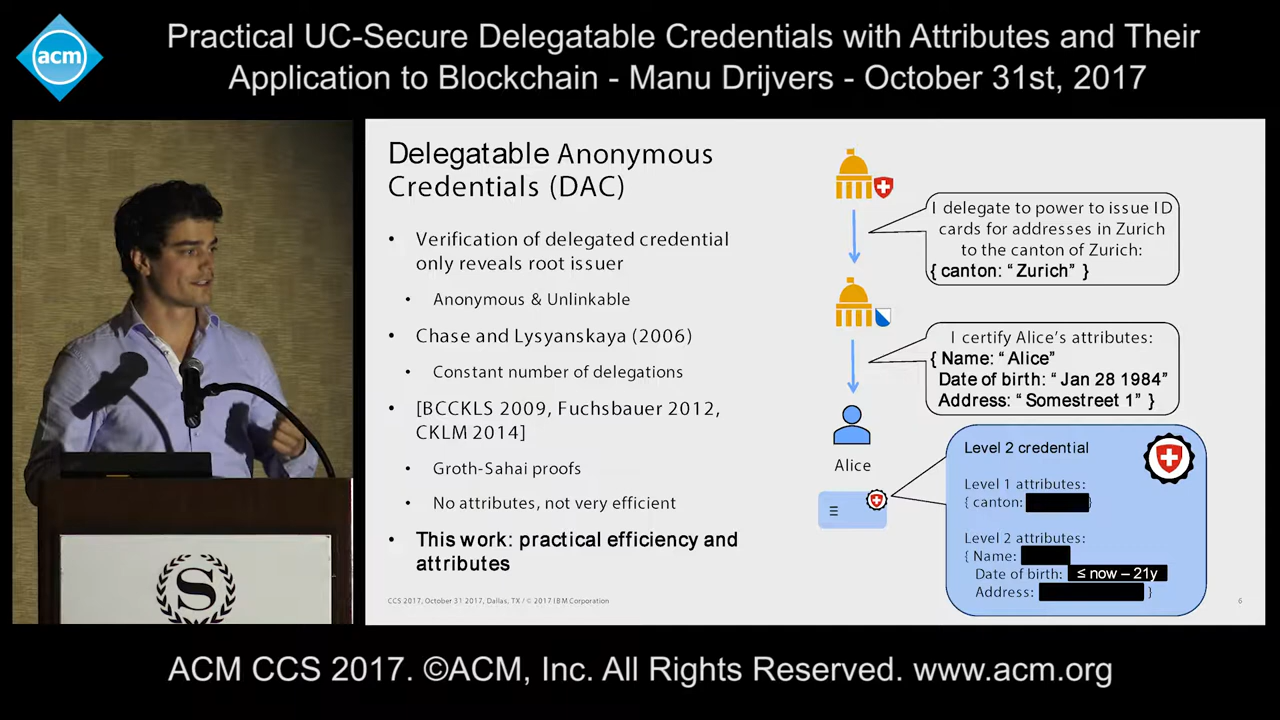 acm
Practical UC-Secure Delegatable Credentials with Attributes and Their
Application to Blockchain - Manu Drijvers - October 31st, 2017
Delegatable Anonymous
Credentials (DAC)
• Verification of delegated credential
only reveals root issuer
• Anonymous & Unlinkable
• Chase and Lysyanskaya (2006)
• Constant number of delegations
• [BCCKLS 2009, Fuchsbauer 2012,
CKLM 2014]
• Groth-Sahai proofs
• No attributes, not very efficient
• This work: practical efficiency and
attributes
CCS 2017, October 31 2017, Dallas, TX / © 2017 IBM Corporation
I delegate to power to issue ID
cards for addresses in Zurich
to the canton of Zurich:
{ canton: “ Zurich” }
I certify Alice’s attributes:
{ Name: “ Alice”
Date of birth: “ Jan 28 1984”
Address: “ Somestreet 1” }
Alice
Level 2 credential
Level 1 attributes:
{ canton: }
Level 2 attributes:
{ Name:
Date of birth: ≤ now – 21y
Address: }
6
S
ACM CCS 2017. ©ACM, Inc. All Rights Reserved. www.acm.org